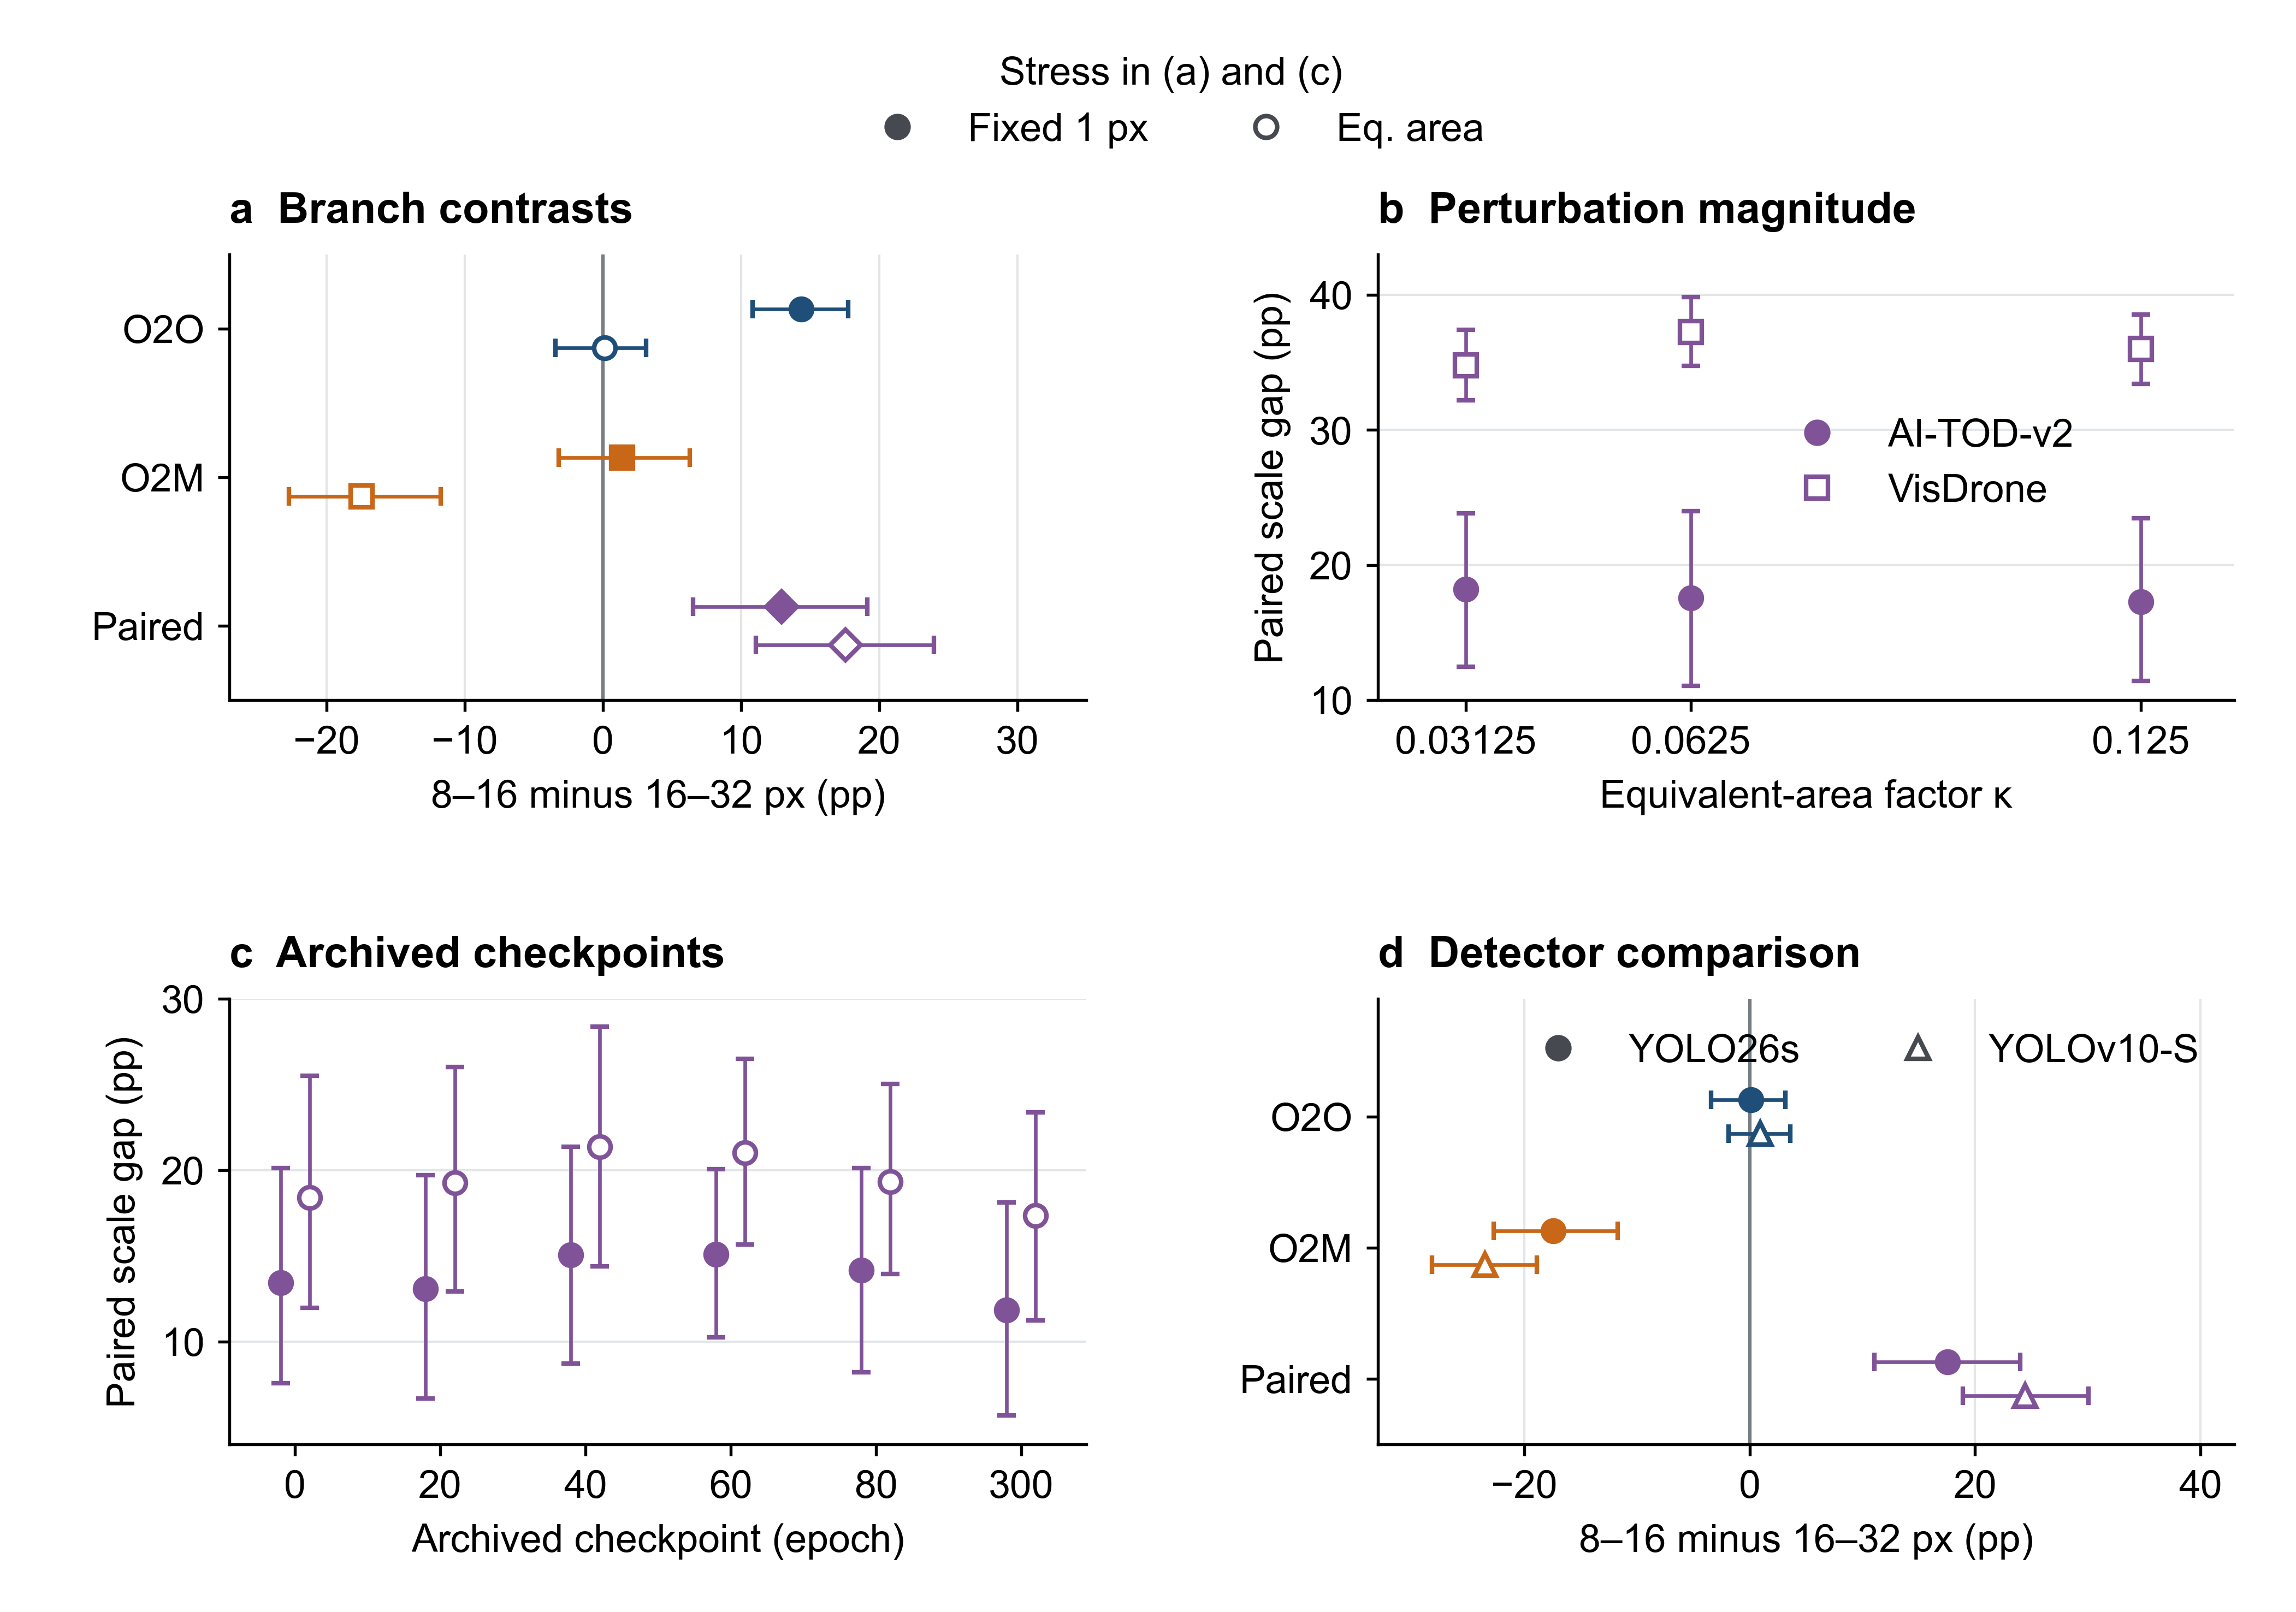 Stress in (a) and (c)
Fixed 1 px
Eq. area
a Branch contrasts
O2O
O2M
Paired
−20
−10
0
10
20
30
8–16 minus 16–32 px (pp)
b Perturbation magnitude
Paired scale gap (pp)
40
30
20
10
AI-TOD-v2
VisDrone
0.03125
0.0625
0.125
Equivalent-area factor κ
c Archived checkpoints
Paired scale gap (pp)
30
20
10
0
20
40
60
80
300
Archived checkpoint (epoch)
d Detector comparison
YOLO26s
YOLOv10-S
O2O
O2M
Paired
−20
0
20
40
8–16 minus 16–32 px (pp)